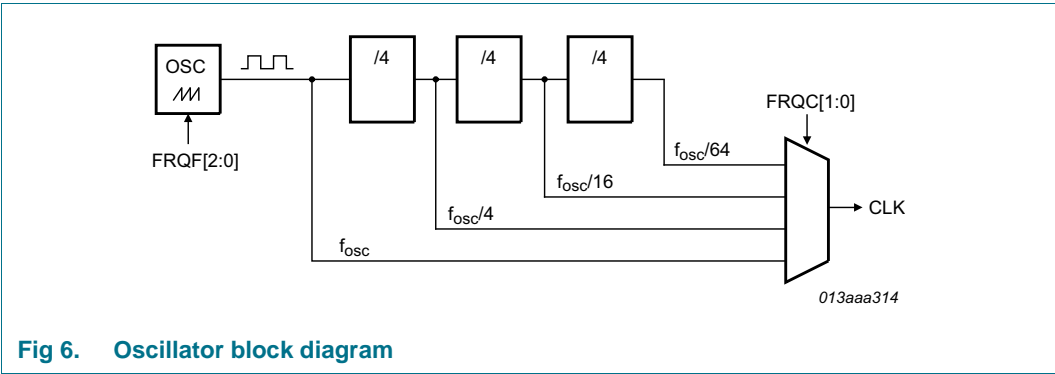 OSC
/4
/4
/4
FRQF[2:0]
FRQC[1:0]
fosc/64
fosc/16
fosc/4
fosc
CLK
013aaa314
Fig 6. Oscillator block diagram